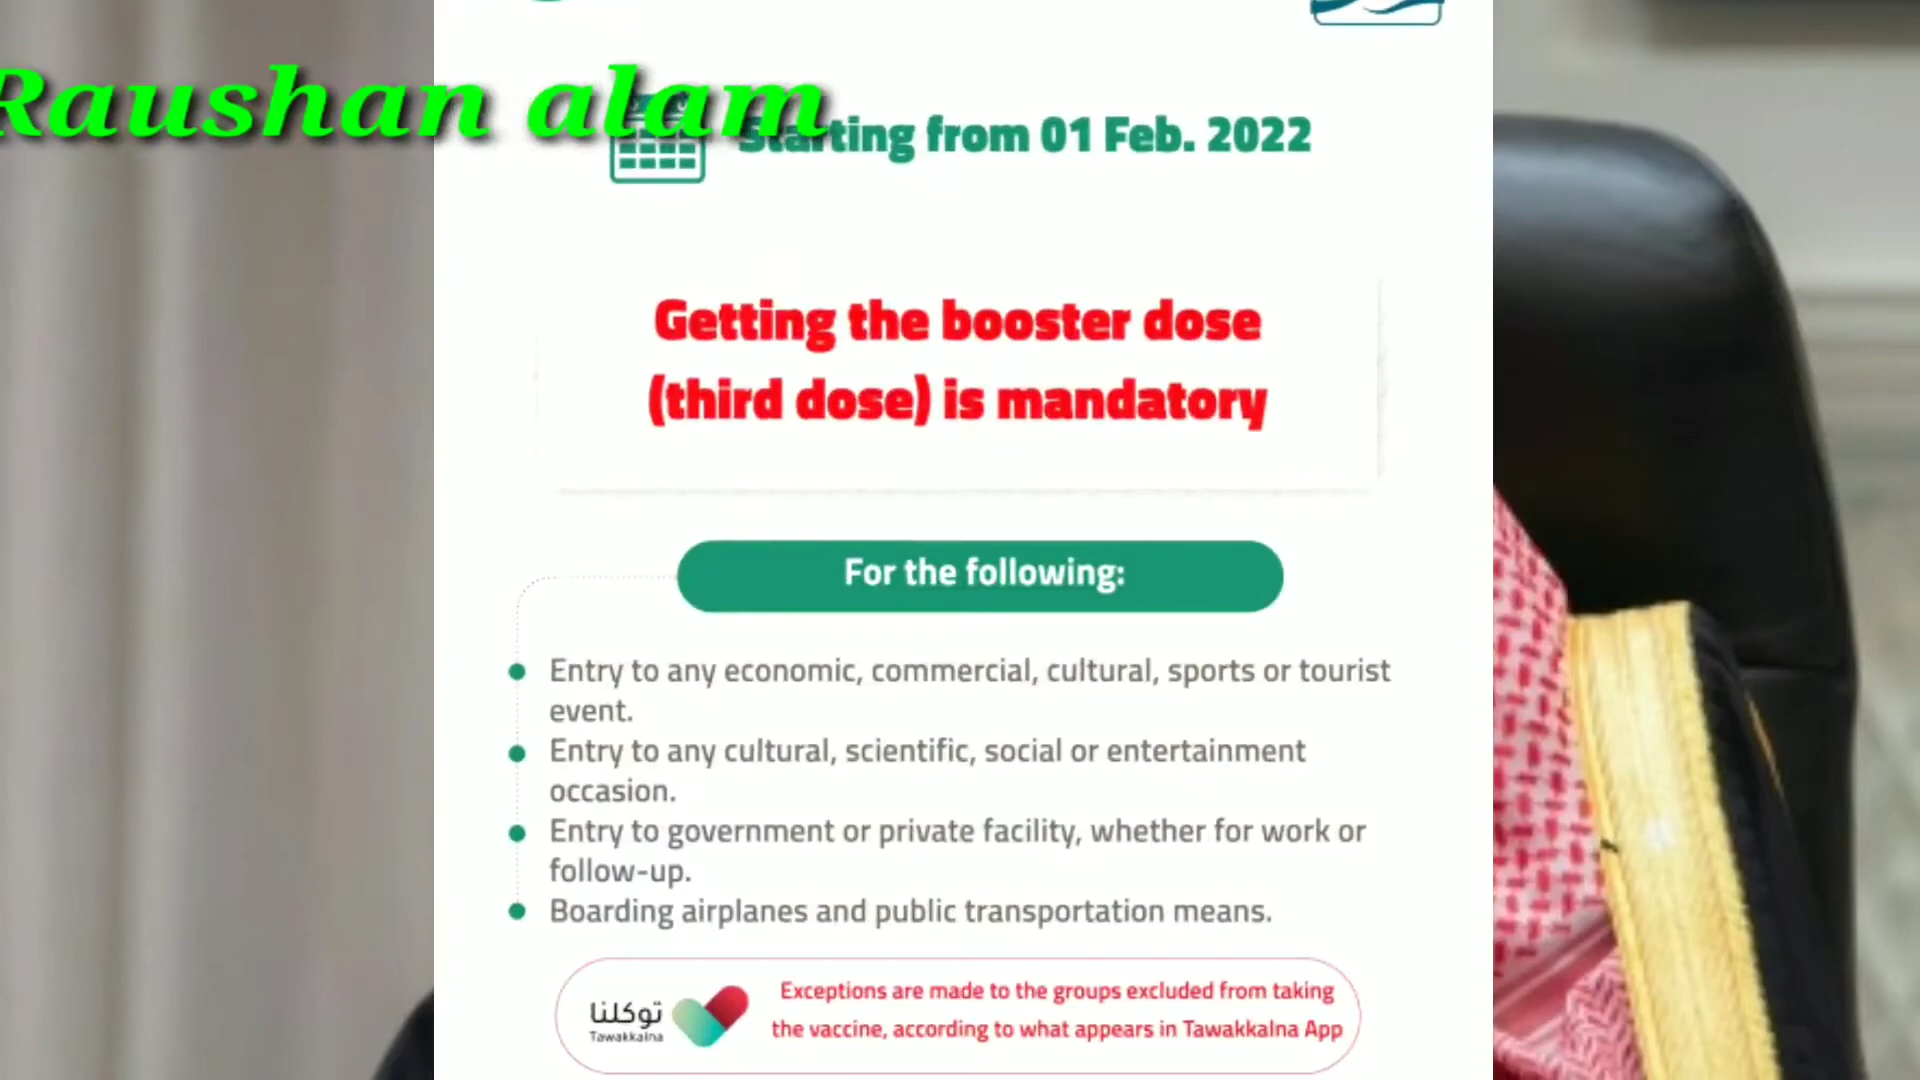 Raushan alam
Starting from 01 Feb. 2022
Getting the booster dose
(third dose) is mandatory
For the following:
Entry to any economic, commercial, cultural, sports or tourist
event.
Entry to any cultural, scientific, social or entertainment
occasion.
Entry to government or private facility, whether for work or
follow-up.
Boarding airplanes and public transportation means.
توكلنا
Tawakkalna
Exceptions are made to the groups excluded from taking
the vaccine, according to what appears in Tawakkalna App